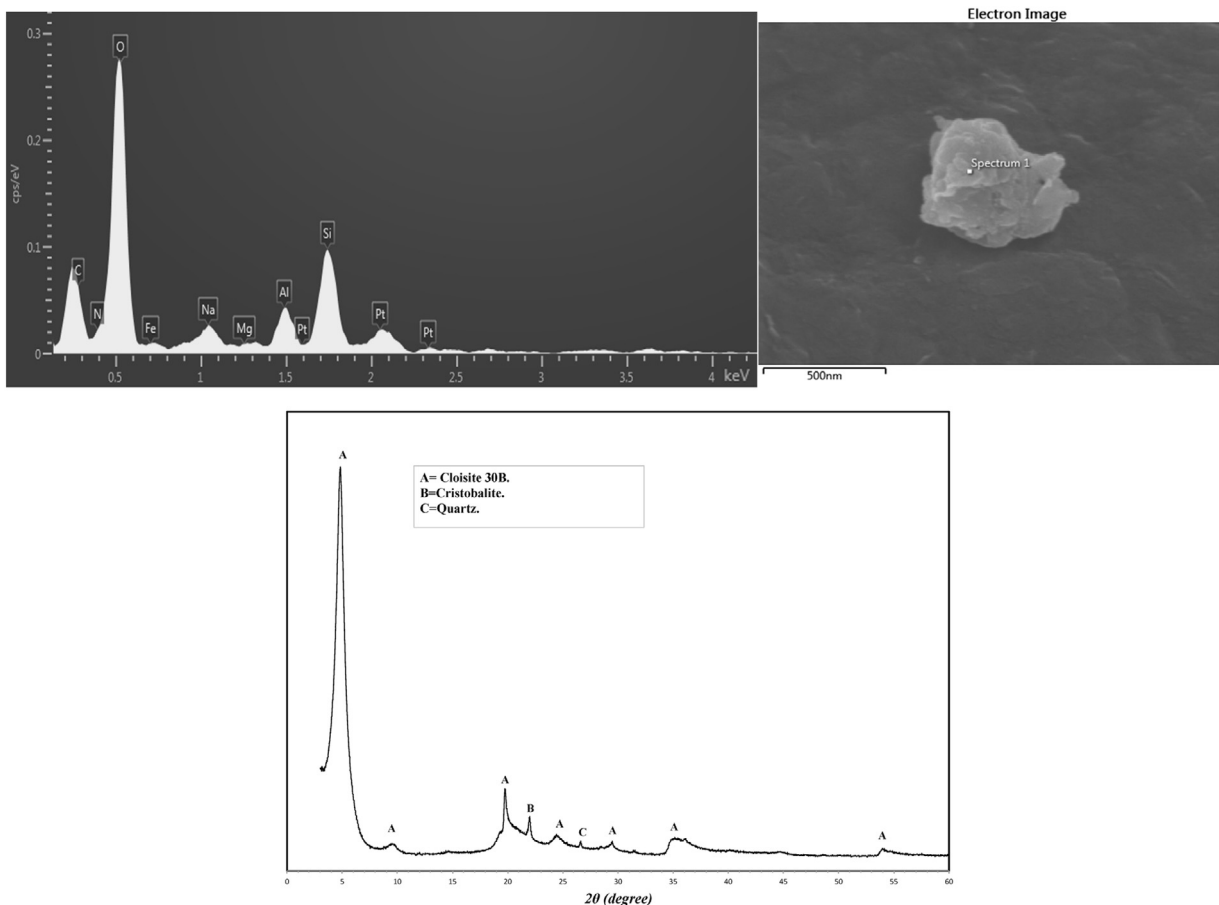 Electron Image
0.3
0.2
0.1
0
cps/eV
O
C
N
Fe
Na
Mg
Al
Pt
Si
Pt
Pt
0.5
1
1.5
2
2.5
3
3.5
4
keV
Spectrum 1
500nm
A
A= Cloisite 30B.
B=Cristobalite.
C=Quartz.
A
A
B
A
C
A
A
A
0
5
10
15
20
25
30
35
40
45
50
55
60
2θ (degree)